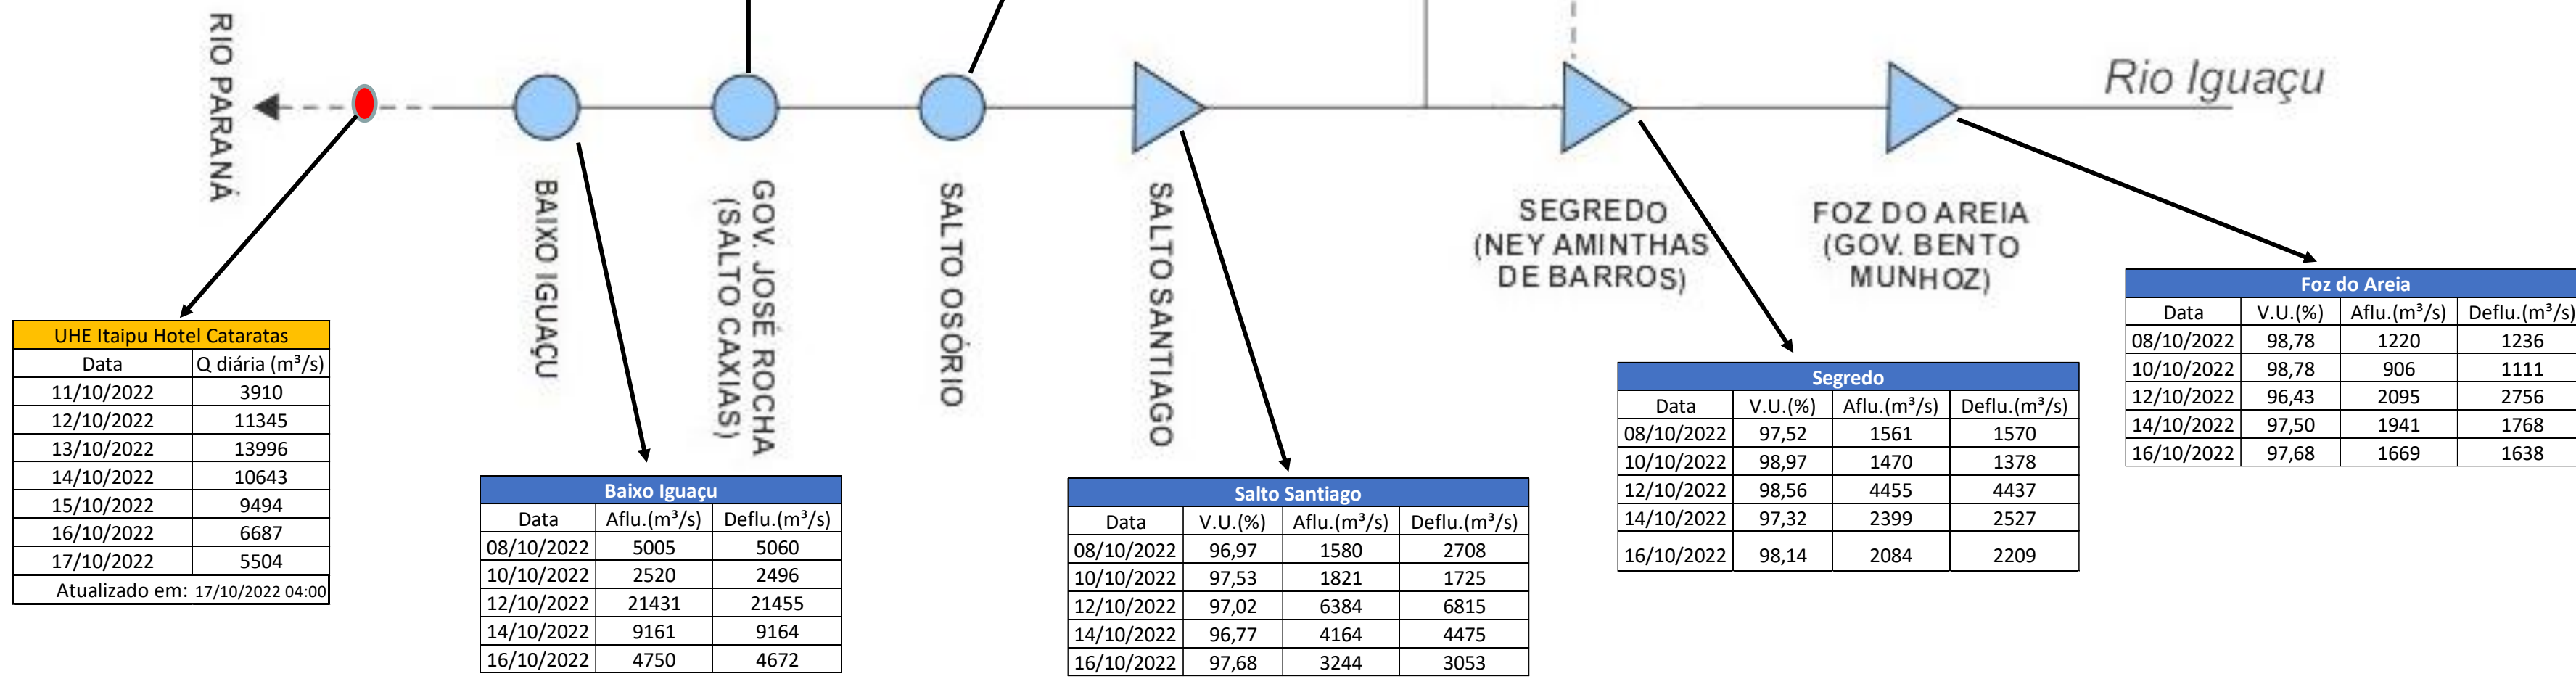 RIO PARANÁ
Rio Iguaçu
BAIXO IGUAÇU
GOV. JOSÉ ROCHA
(SALTO CAXIAS)
SALTO OSÓRIO
SALTO SANTIAGO
SEGREDO
(NEY AMINTHAS
DE BARROS)
FOZ DO AREIA
(GOV. BENTO
MUNHOZ)
UHE Itaipu Hotel Cataratas
Data Q diária (m³/s)
11/10/2022 3910
12/10/2022 11345
13/10/2022 13996
14/10/2022 10643
15/10/2022 9494
16/10/2022 6687
17/10/2022 5504
Atualizado em: 17/10/2022 04:00
Baixo Iguaçu
Data Aflu.(m³/s) Deflu.(m³/s)
08/10/2022 5005 5060
10/10/2022 2520 2496
12/10/2022 21431 21455
14/10/2022 9161 9164
16/10/2022 4750 4672
Salto Santiago
Data V.U.(%) Aflu.(m³/s) Deflu.(m³/s)
08/10/2022 96,97 1580 2708
10/10/2022 97,53 1821 1725
12/10/2022 97,02 6384 6815
14/10/2022 96,77 4164 4475
16/10/2022 97,68 3244 3053
Segredo
Data V.U.(%) Aflu.(m³/s) Deflu.(m³/s)
08/10/2022 97,52 1561 1570
10/10/2022 98,97 1470 1378
12/10/2022 98,56 4455 4437
14/10/2022 97,32 2399 2527
16/10/2022 98,14 2084 2209
Foz do Areia
Data V.U.(%) Aflu.(m³/s) Deflu.(m³/s)
08/10/2022 98,78 1220 1236
10/10/2022 98,78 906 1111
12/10/2022 96,43 2095 2756
14/10/2022 97,50 1941 1768
16/10/2022 97,68 1669 1638